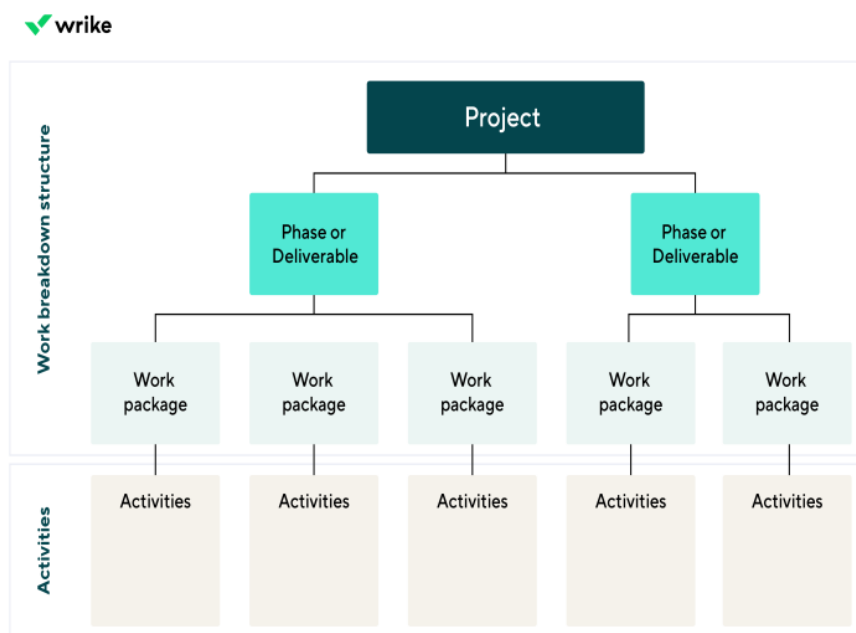 wrike
Work breakdown structure
Project
Phase or
Deliverable
Phase or
Deliverable
Work
package
Work
package
Work
package
Work
package
Work
package
Activities
Activities
Activities
Activities
Activities
Activities